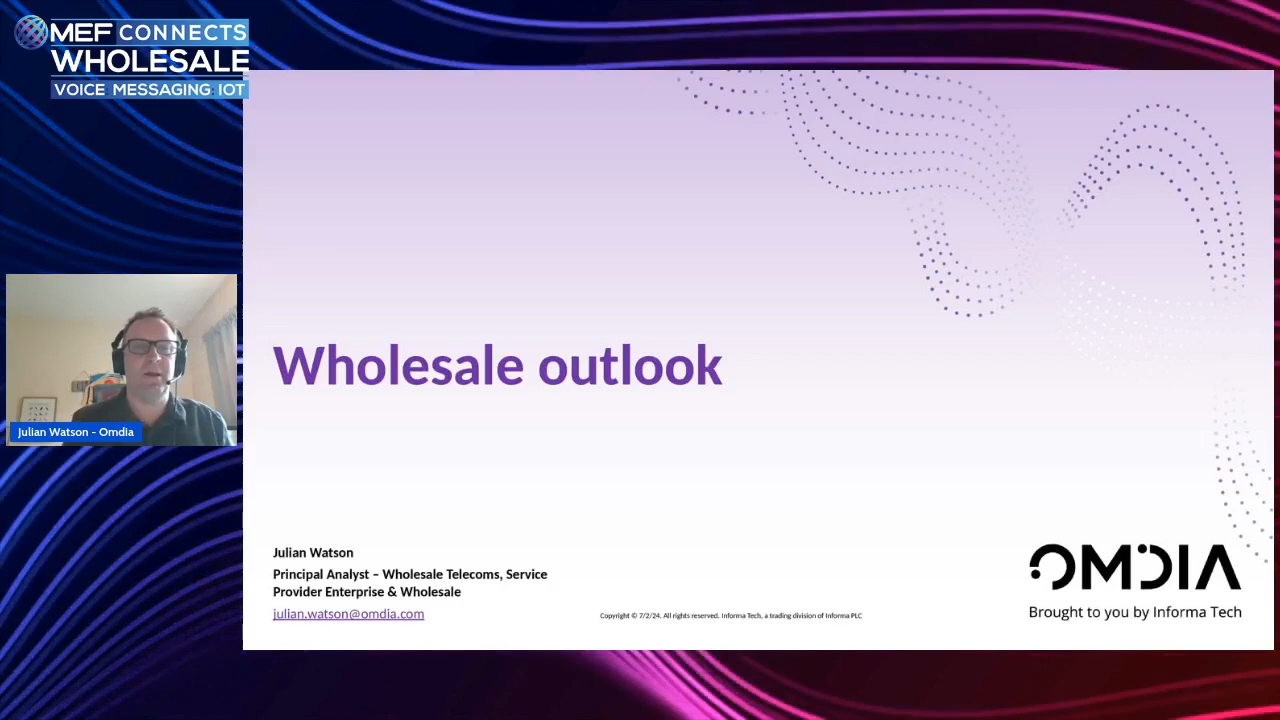 MEF CONNECTS
WHOLESALE
VOICE MESSAGING IOT
Julian Watson - Omdia
Wholesale outlook
Julian Watson
Principal Analyst – Wholesale Telecoms, Service
Provider Enterprise & Wholesale
julian.watson@omdia.com
Copyright © 7/2/24. All rights reserved. Informa Tech, a trading division of Informa PLC
OMDIA
Brought to you by Informa Tech